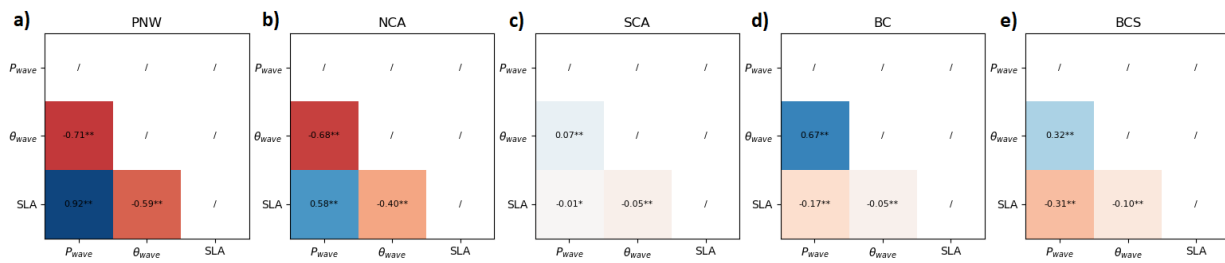 a) PNW b) NCA c) SCA d) BC e) BCS
P_wave / / / P_wave / / / P_wave / / / P_wave / / / P_wave / / /
θ_wave -0.71** / / θ_wave -0.68** / / θ_wave 0.07** / / θ_wave 0.67** / / θ_wave 0.32** / /
SLA 0.92** -0.59** / SLA 0.58** -0.40** / SLA -0.01* -0.05** / SLA -0.17** -0.05** / SLA -0.31** -0.10** /
P_wave θ_wave SLA P_wave θ_wave SLA P_wave θ_wave SLA P_wave θ_wave SLA P_wave θ_wave SLA